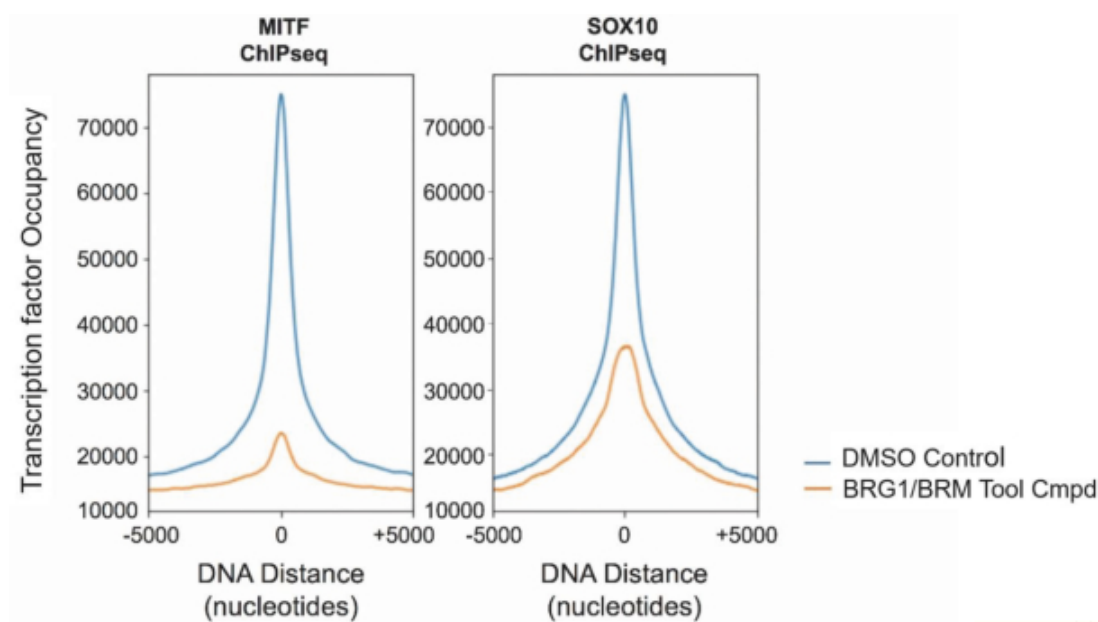 MITF
ChIPseq
SOX10
ChIPseq
Transcription factor Occupancy
70000
60000
50000
40000
30000
20000
10000
70000
60000
50000
40000
30000
20000
10000
-5000
0
+5000
-5000
0
+5000
DNA Distance
(nucleotides)
DNA Distance
(nucleotides)
DMSO Control
BRG1/BRM Tool Cmpd